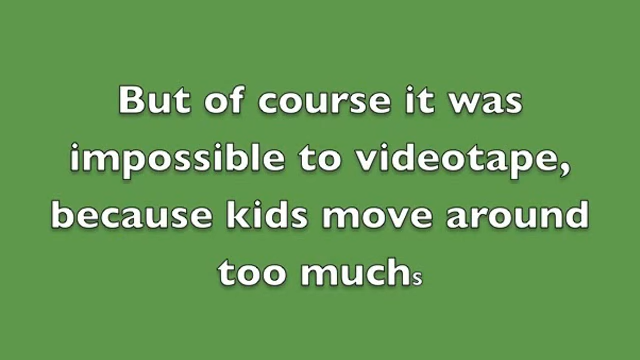 But of course it was
impossible to videotape,
because kids move around
too muchs